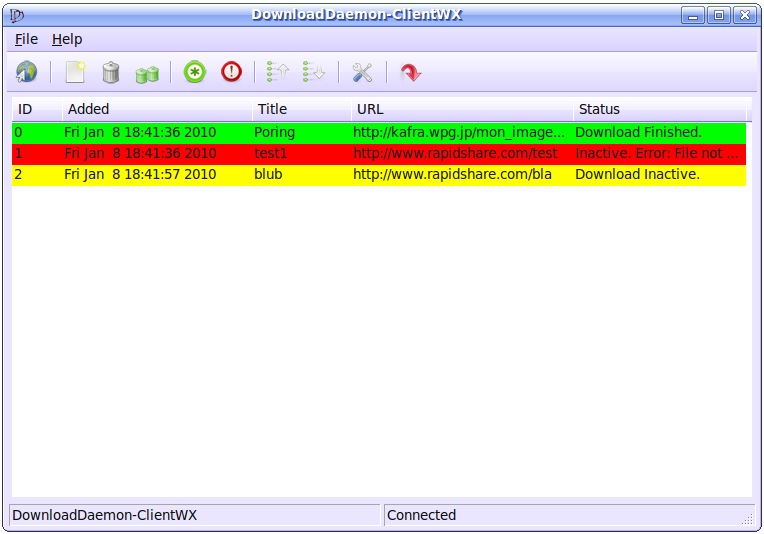 DownloadDaemon-ClientWX
File Help
ID Added Title URL Status
0 Fri Jan  8 18:41:36 2010 Poring http://kafra.wpg.jp/mon_image... Download Finished.
1 Fri Jan  8 18:41:36 2010 test1 http://www.rapidshare.com/test Inactive. Error: File not ...
2 Fri Jan  8 18:41:57 2010 blub http://www.rapidshare.com/bla Download Inactive.
DownloadDaemon-ClientWX Connected